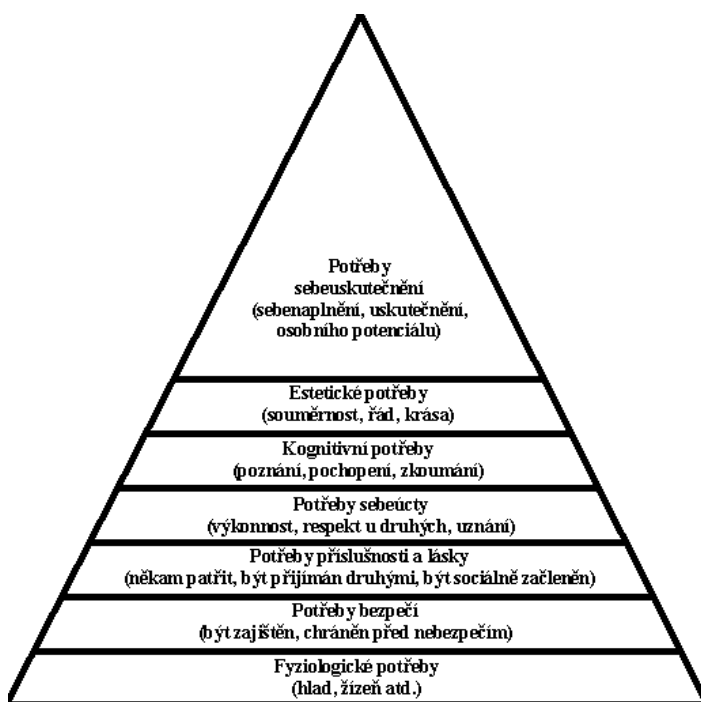 Potřeby
sebeuskutečnění
(sebenaplnění, uskutečnění,
osobního potenciálu)
Estetické potřeby
(souměrnost, řád, krása)
Kognitivní potřeby
(poznání, pochopení, zkoumání)
Potřeby sebeúcty
(výkonnost, respekt u druhých, uznání)
Potřeby příslušnosti a lásky
(někam patřit, být přijímán druhými, být sociálně začleněn)
Potřeby bezpečí
(být zajištěn, chráněn před nebezpečím)
Fyziologické potřeby
(hlad, žízeň atd.)